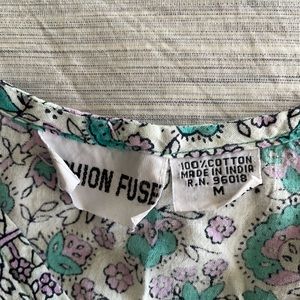 HION FUSE
100% COTTON
MADE IN INDIA
R.N. 96018
M